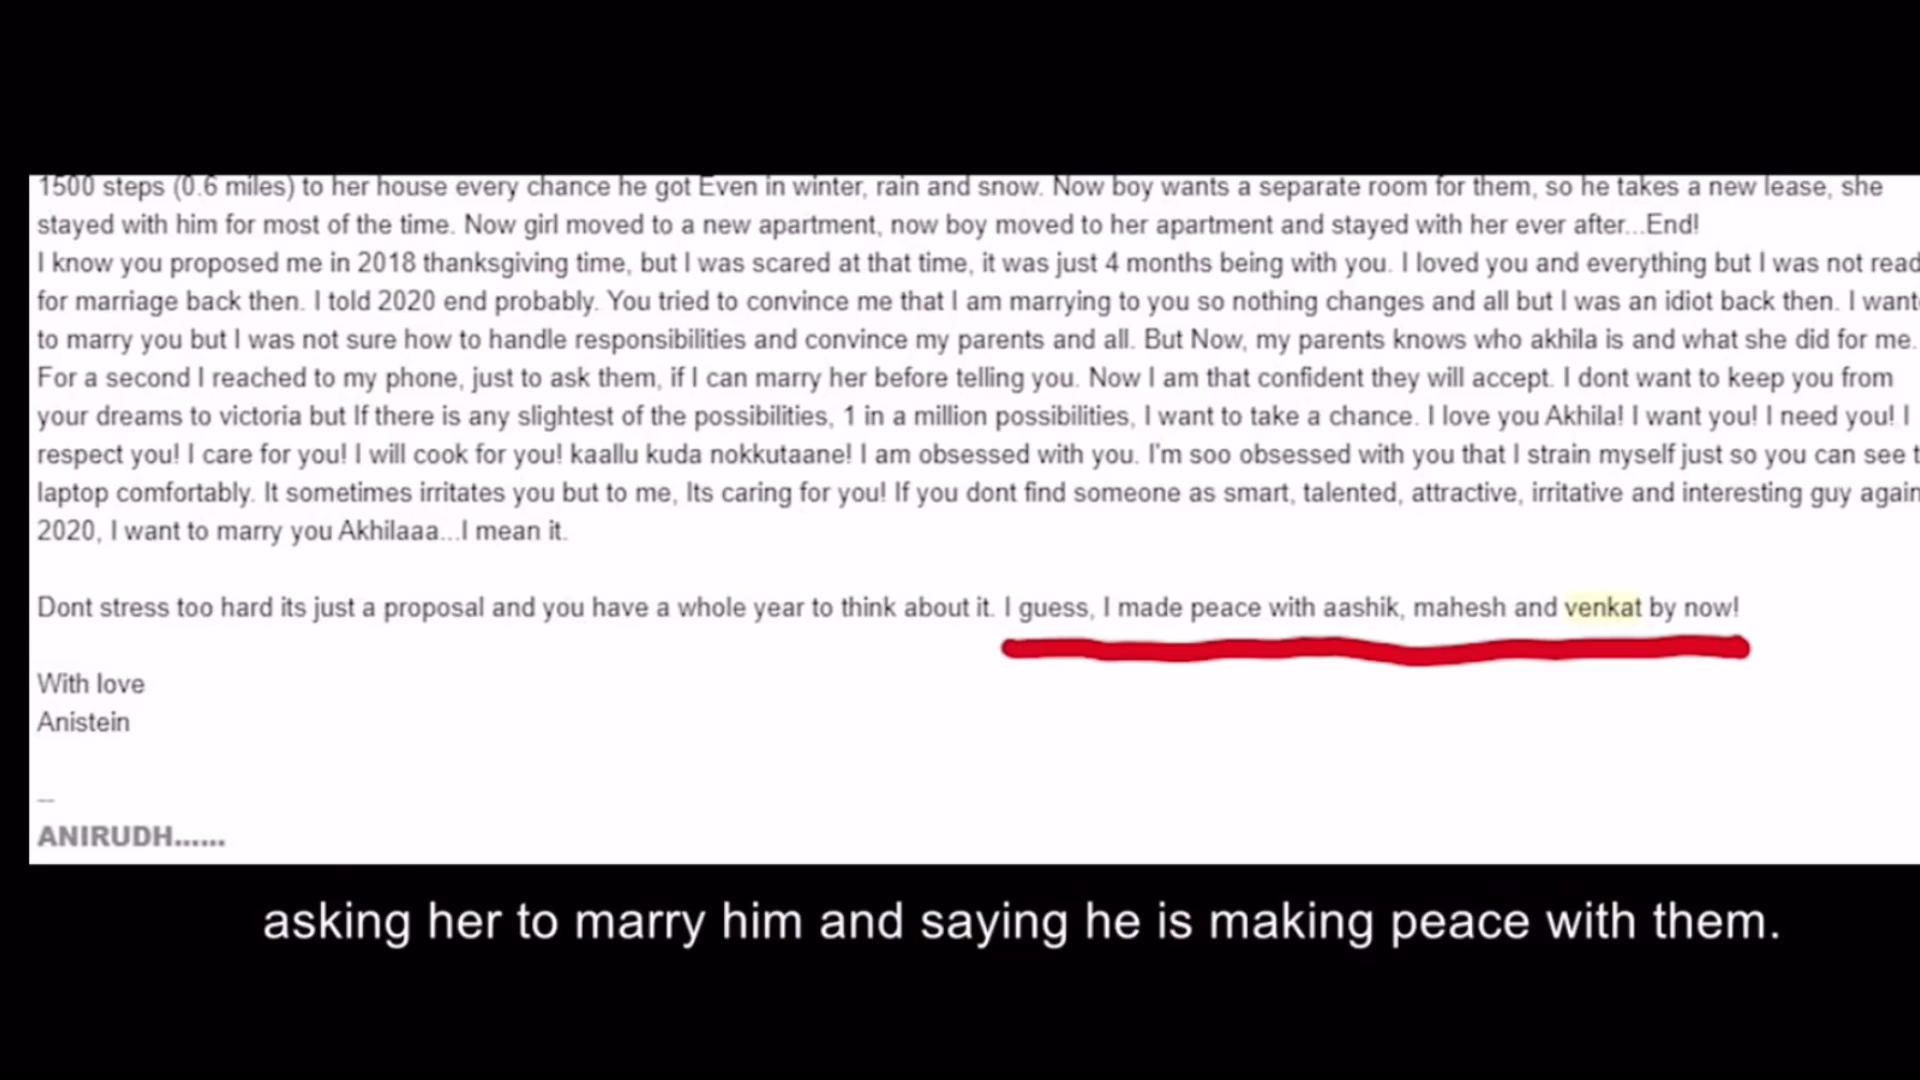 1500 steps (0.6 miles) to her house every chance he got Even in winter, rain and snow. Now boy wants a separate room for them, so he takes a new lease, she
stayed with him for most of the time. Now girl moved to a new apartment, now boy moved to her apartment and stayed with her ever after...End!
I know you proposed me in 2018 thanksgiving time, but I was scared at that time, it was just 4 months being with you. I loved you and everything but I was not read
for marriage back then. I told 2020 end probably. You tried to convince me that I am marrying to you so nothing changes and all but I was an idiot back then. I want
to marry you but I was not sure how to handle responsibilities and convince my parents and all. But Now, my parents knows who akhila is and what she did for me.
For a second I reached to my phone, just to ask them, if I can marry her before telling you. Now I am that confident they will accept. I dont want to keep you from
your dreams to victoria but If there is any slightest of the possibilities, 1 in a million possibilities, I want to take a chance. I love you Akhila! I want you! I need you! I
respect you! I care for you! I will cook for you! kaallu kuda nokkutaane! I am obsessed with you. I'm soo obsessed with you that I strain myself just so you can see t
laptop comfortably. It sometimes irritates you but to me, Its caring for you! If you dont find someone as smart, talented, attractive, irritative and interesting guy again
2020, I want to marry you Akhilaaa...I mean it.
Dont stress too hard its just a proposal and you have a whole year to think about it. I guess, I made peace with aashik, mahesh and venkat by now!
With love
Anistein
--
ANIRUDH......
asking her to marry him and saying he is making peace with them.